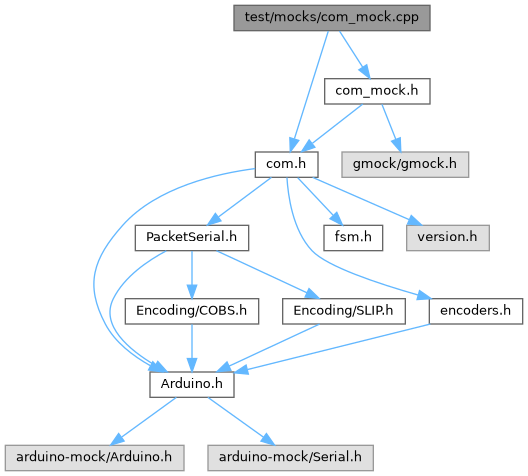 test/mocks/com_mock.cpp
com_mock.h
com.h
gmock/gmock.h
PacketSerial.h
fsm.h
version.h
Encoding/COBS.h
Encoding/SLIP.h
encoders.h
Arduino.h
arduino-mock/Arduino.h
arduino-mock/Serial.h